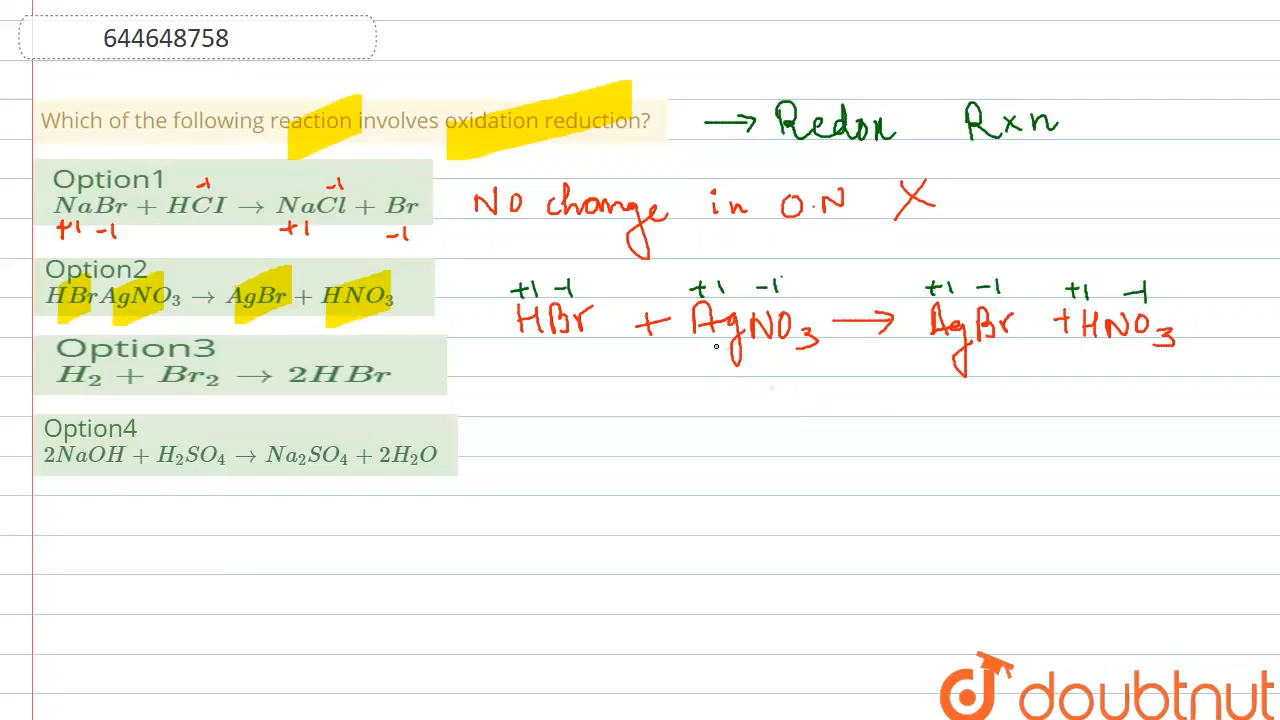 644648758
Which of the following reaction involves oxidation reduction? → Redox Rxn
Option1
-1 -1
NaBr + HCI → NaCl + Br No change in O.N X
+1 -1 +1 -1
Option2
+1 -1 +1 -1 +1 -1 +1 -1
HBrAgNO₃ → AgBr + HNO₃ HBr + AgNO₃ → AgBr + HNO₃
Option3
H₂ + Br₂ → 2HBr
Option4
2NaOH + H₂SO₄ → Na₂SO₄ + 2H₂O
doubtnut